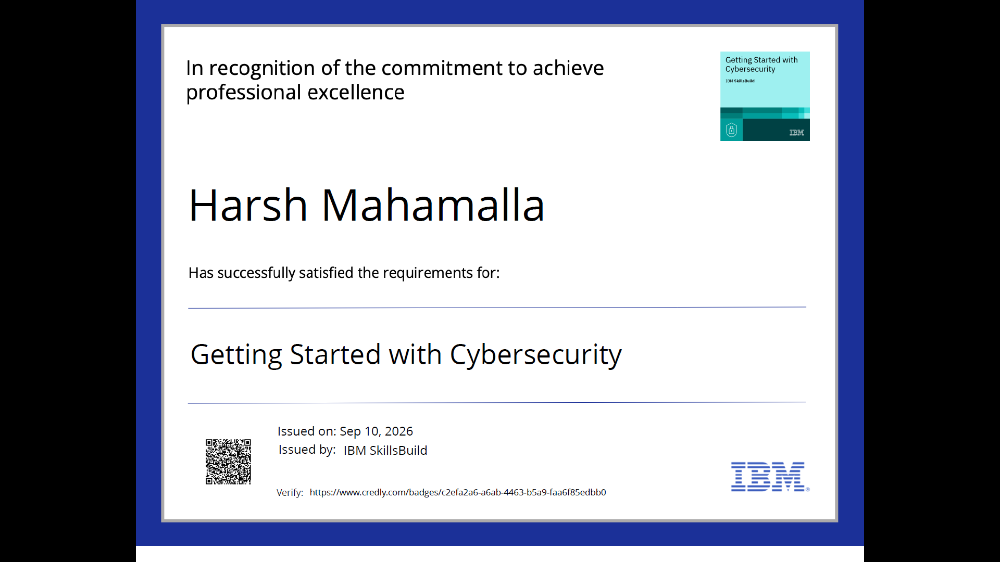 In recognition of the commitment to achieve
professional excellence
Getting Started with
Cybersecurity
IBM SkillsBuild
IBM
Harsh Mahamalla
Has successfully satisfied the requirements for:
Getting Started with Cybersecurity
Issued on: Sep 10, 2026
Issued by: IBM SkillsBuild
Verify: https://www.credly.com/badges/c2efa2a6-a6ab-4463-b5a9-faa6f85edbb0
IBM®